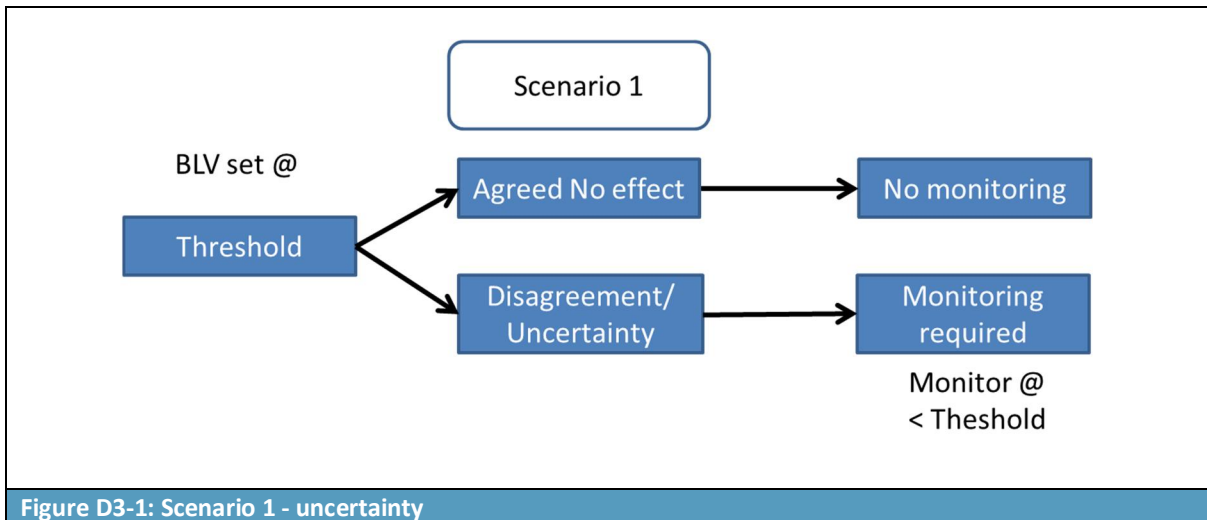 Scenario 1
BLV set @
Threshold
Agreed No effect
No monitoring
Disagreement/
Uncertainty
Monitoring
required
Monitor @
< Theshold
Figure D3-1: Scenario 1 - uncertainty